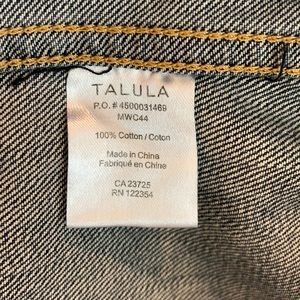 TALULA
P.O. # 4500031469
MWC44
100% Cotton / Coton
Made in China
Fabriqué en Chine
CA 23725
RN 122354